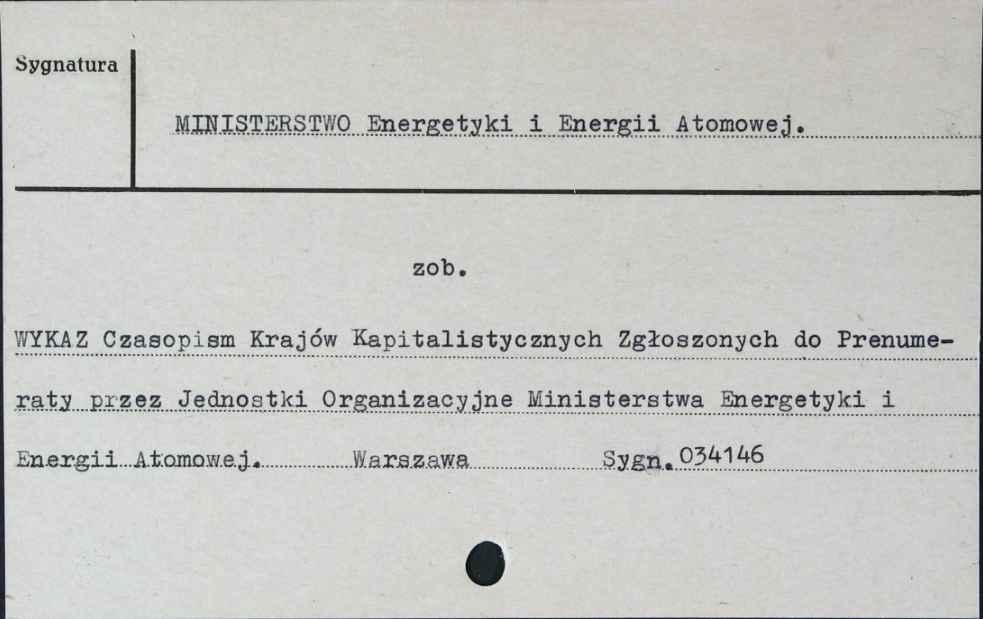 Sygnatura
MINISTERSTWO Energetyki i Energii Atomowej.
zob.
WYKAZ Czasopism Krajów Kapitalistycznych Zgłoszonych do Prenume-
raty przez Jednostki Organizacyjne Ministerstwa Energetyki i
Energii Atomowej. Warszawa Sygn. 034146